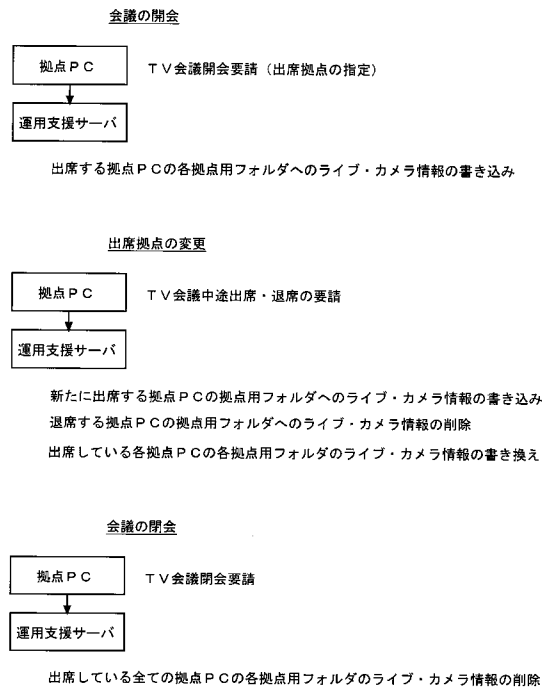 会議の開会
拠点PC
TV会議開会要請（出席拠点の指定）
運用支援サーバ
出席する拠点PCの各拠点用フォルダへのライブ・カメラ情報の書き込み
出席拠点の変更
拠点PC
TV会議中途出席・退席の要請
運用支援サーバ
新たに出席する拠点PCの拠点用フォルダへのライブ・カメラ情報の書き込み
退席する拠点PCの拠点用フォルダへのライブ・カメラ情報の削除
出席している各拠点PCの各拠点用フォルダのライブ・カメラ情報の書き換え
会議の閉会
拠点PC
TV会議閉会要請
運用支援サーバ
出席している全ての拠点PCの各拠点用フォルダのライブ・カメラ情報の削除